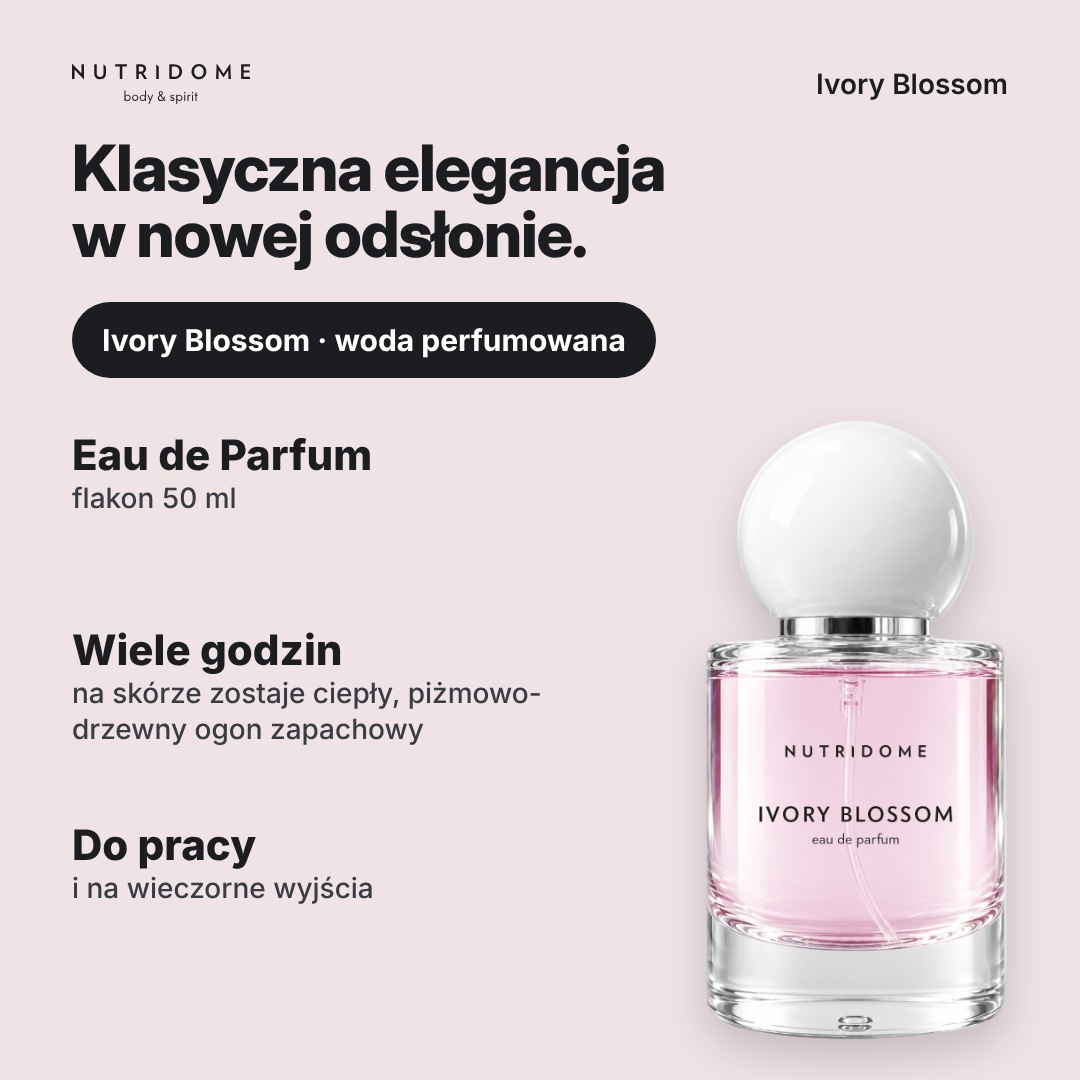 NUTRIDOME
body & spirit
Ivory Blossom
Klasyczna elegancja
w nowej odsłonie.
Ivory Blossom · woda perfumowana
Eau de Parfum
flakon 50 ml
Wiele godzin
na skórze zostaje ciepły, piżmowo-
drzewny ogon zapachowy
Do pracy
i na wieczorne wyjścia
NUTRIDOME
IVORY BLOSSOM
eau de parfum